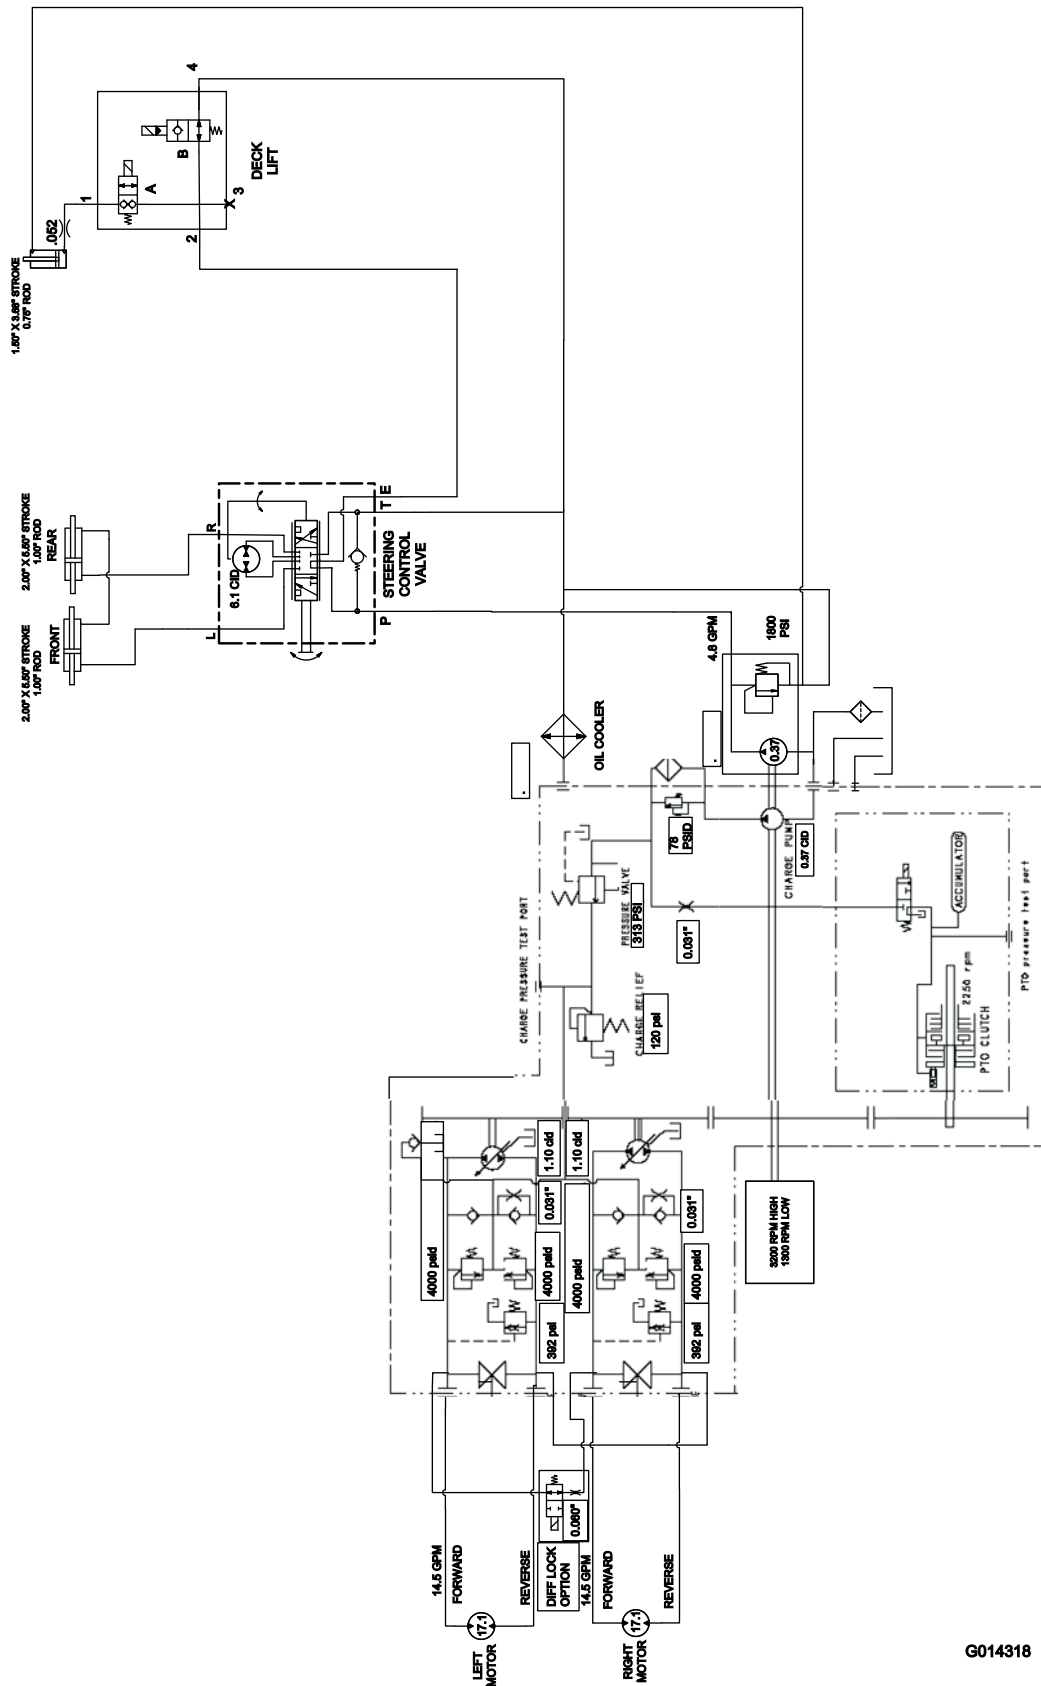 4
1
A
B
3
2
DECK
LIFT
.052
1.50" X 3.68" STROKE
0.75" ROD
2.00" X 5.50" STROKE
1.00" ROD
REAR
2.00" X 5.50" STROKE
1.00" ROD
FRONT
R
L
6.1 CID
E
T
P
STEERING
CONTROL
VALVE
4.8 GPM
1800
PSI
0.37
OIL COOLER
78
PSID
CHARGE PUMP
0.37 CID
PRESSURE VALVE
313 PSI
CHARGE PRESSURE TEST PORT
0.031"
CHARGE RELIEF
120 psi
ACCUMULATOR
2250 rpm
PTO CLUTCH
PTO pressure test port
1.10 cid
1.10 cid
0.031"
0.031"
4000 psid
4000 psid
4000 psid
4000 psid
392 psi
392 psi
3200 RPM HIGH
1300 RPM LOW
0.060"
DIFF LOCK
OPTION
14.5 GPM
FORWARD
REVERSE
14.5 GPM
FORWARD
REVERSE
17.1
LEFT
MOTOR
17.1
RIGHT
MOTOR
G014318